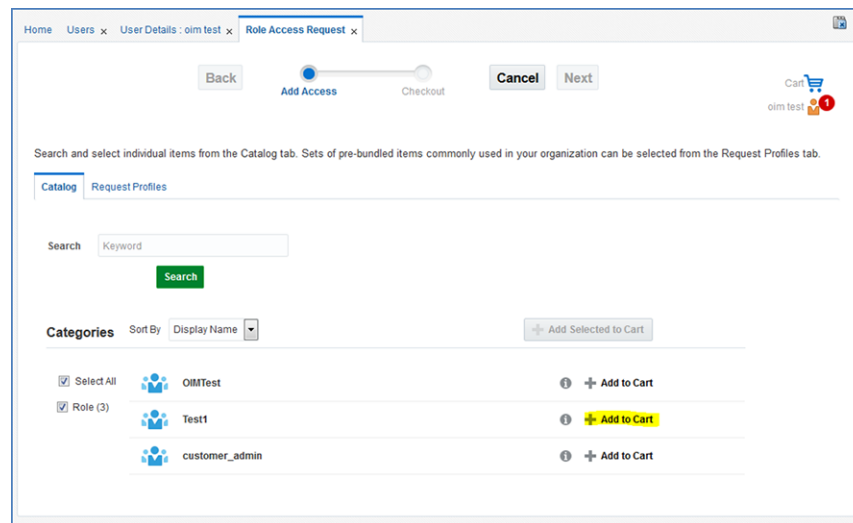 Home Users x User Details : oim test x Role Access Request x
Back Cancel Next
Add Access Checkout
Cart
oim test 1
Search and select individual items from the Catalog tab. Sets of pre-bundled items commonly used in your organization can be selected from the Request Profiles tab.
Catalog Request Profiles
Search Keyword
Search
Categories Sort By Display Name + Add Selected to Cart
Select All
Role (3)
OIMTest + Add to Cart
Test1 + Add to Cart
customer_admin + Add to Cart